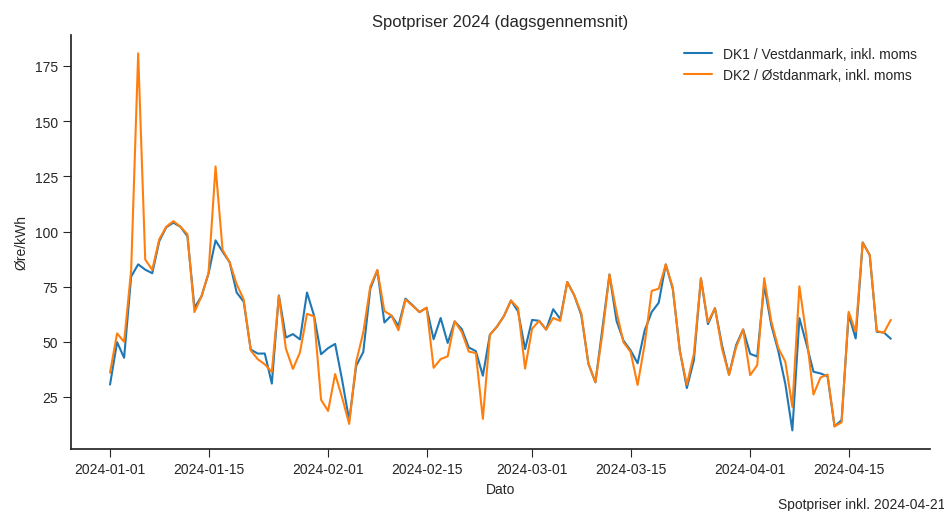 Spotpriser 2024 (dagsgennemsnit)
DK1 / Vestdanmark, inkl. moms
DK2 / Østdanmark, inkl. moms
Øre/kWh
175
150
125
100
75
50
25
2024-01-01 2024-01-15 2024-02-01 2024-02-15 2024-03-01 2024-03-15 2024-04-01 2024-04-15
Dato
Spotpriser inkl. 2024-04-21